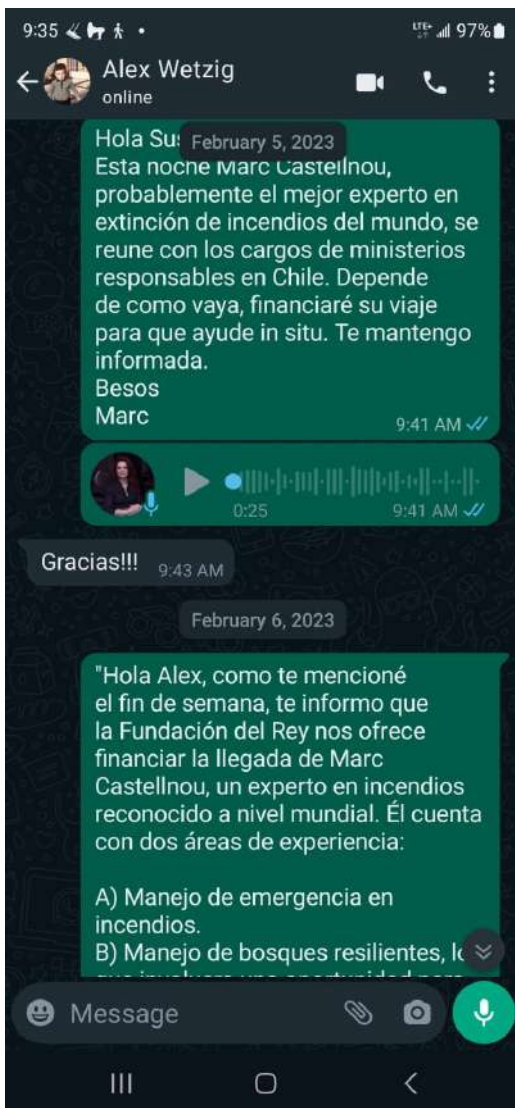 9:35
LTE+ 97%
Alex Wetzig
online
February 5, 2023
Hola Su
Esta noche Marc Castellnou,
probablemente el mejor experto en
extinción de incendios del mundo, se
reune con los cargos de ministerios
responsables en Chile. Depende
de como vaya, financiaré su viaje
para que ayude in situ. Te mantengo
informada.
Besos
Marc
9:41 AM
0:25
9:41 AM
Gracias!!!
9:43 AM
February 6, 2023
"Hola Alex, como te mencioné
el fin de semana, te informo que
la Fundación del Rey nos ofrece
financiar la llegada de Marc
Castellnou, un experto en incendios
reconocido a nivel mundial. Él cuenta
con dos áreas de experiencia:
A) Manejo de emergencia en
incendios.
B) Manejo de bosques resilientes, lo
Message